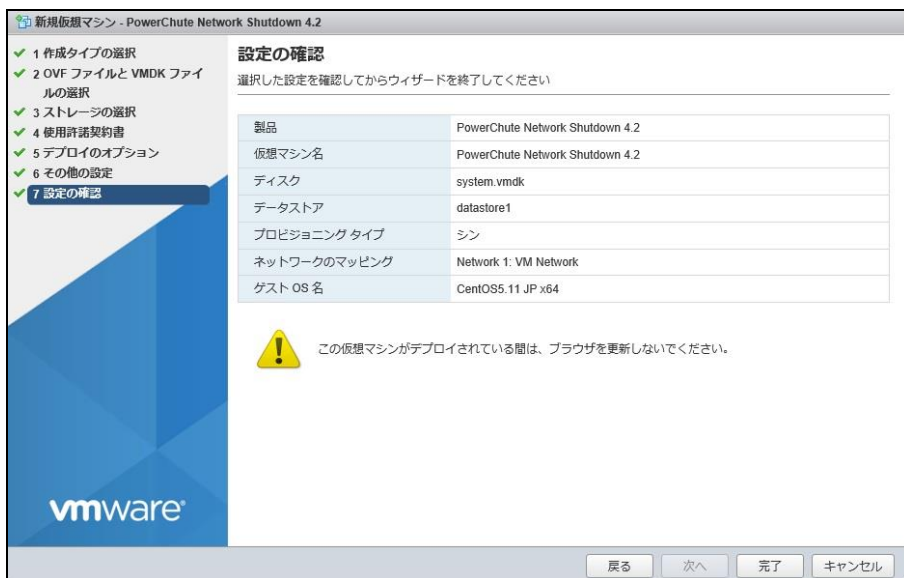 新規仮想マシン - PowerChute Network Shutdown 4.2
1 作成タイプの選択
2 OVF ファイルと VMDK ファイ
ルの選択
3 ストレージの選択
4 使用許諾契約書
5 デプロイのオプション
6 その他の設定
7 設定の確認
設定の確認
選択した設定を確認してからウィザードを終了してください
製品 PowerChute Network Shutdown 4.2
仮想マシン名 PowerChute Network Shutdown 4.2
ディスク system.vmdk
データストア datastore1
プロビジョニング タイプ シン
ネットワークのマッピング Network 1: VM Network
ゲスト OS 名 CentOS5.11 JP x64
この仮想マシンがデプロイされている間は、ブラウザを更新しないでください。
vmware
戻る 次へ 完了 キャンセル